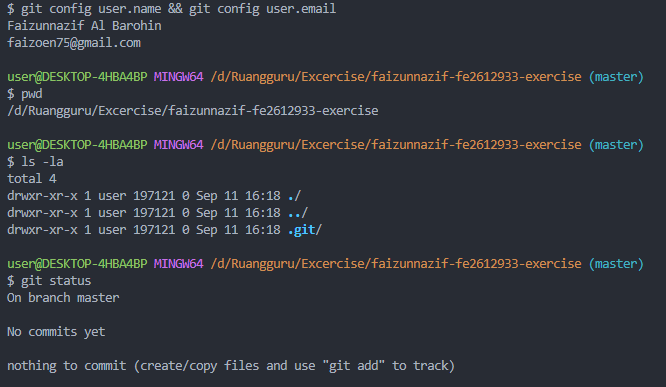 $ git config user.name && git config user.email
Faizunnazif Al Barohin
faizoen75@gmail.com
user@DESKTOP-4HBA4BP MINGW64 /d/Ruangguru/Excercise/faizunnazif-fe2612933-exercise (master)
$ pwd
/d/Ruangguru/Excercise/faizunnazif-fe2612933-exercise
user@DESKTOP-4HBA4BP MINGW64 /d/Ruangguru/Excercise/faizunnazif-fe2612933-exercise (master)
$ ls -la
total 4
drwxr-xr-x 1 user 197121 0 Sep 11 16:18 ./
drwxr-xr-x 1 user 197121 0 Sep 11 16:18 ../
drwxr-xr-x 1 user 197121 0 Sep 11 16:18 .git/
user@DESKTOP-4HBA4BP MINGW64 /d/Ruangguru/Excercise/faizunnazif-fe2612933-exercise (master)
$ git status
On branch master
No commits yet
nothing to commit (create/copy files and use "git add" to track)